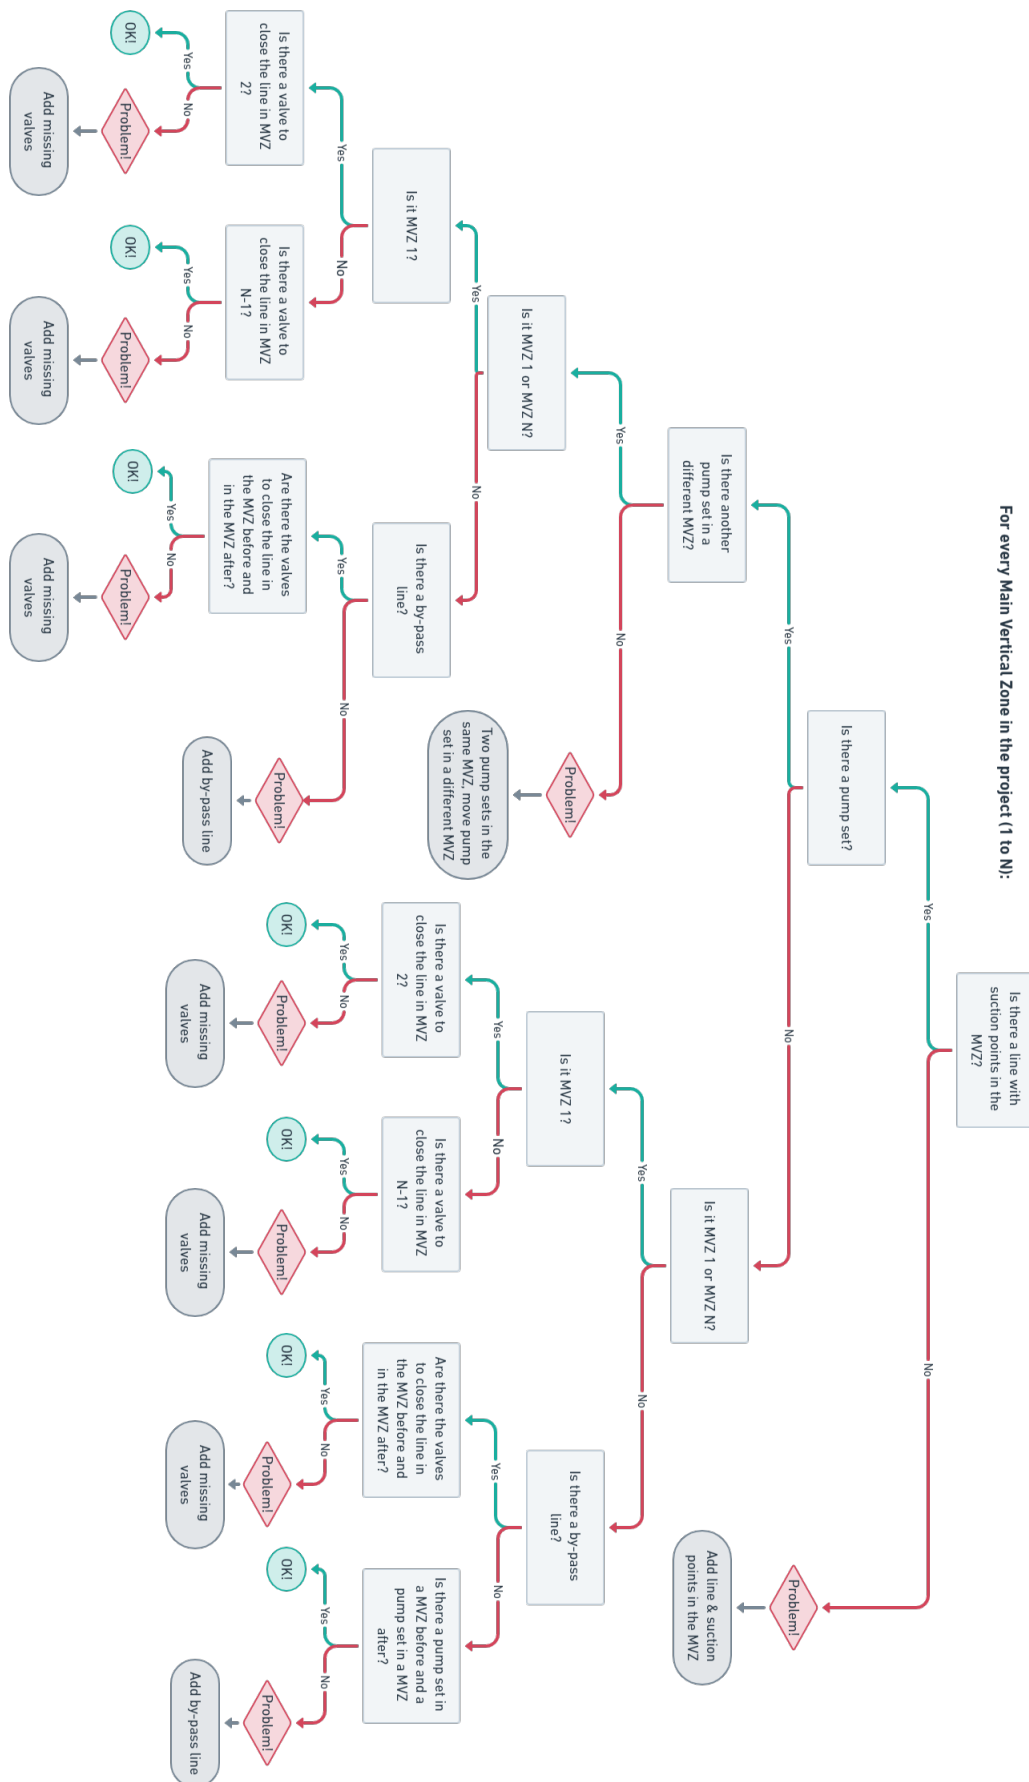 For every Main Vertical Zone in the project (1 to N):
Is there a line with
suction points in the
MVZ?
Yes
No
Is there a pump set?
Problem!
Add line & suction
points in the MVZ
Yes
No
Is there another
pump set in a
different MVZ?
Is it MVZ 1 or MVZ N?
Yes
No
Yes
No
Is it MVZ 1 or MVZ N?
Problem!
Two pump sets in the
same MVZ, move pump
set in a different MVZ
Is it MVZ 1?
Is there a by-pass
line?
Yes
No
Yes
No
Yes
No
Is it MVZ 1?
Is there a by-pass
line?
Is there a valve to
close the line in MVZ
2?
Is there a valve to
close the line in MVZ
N-1?
Are there the valves
to close the line in
the MVZ before and
in the MVZ after?
Is there a pump set in
a MVZ before and a
pump set in a MVZ
after?
Yes
No
Yes
No
Yes
No
Yes
No
Yes
No
Yes
No
Is there a valve to
close the line in MVZ
2?
Is there a valve to
close the line in MVZ
N-1?
Are there the valves
to close the line in
the MVZ before and
in the MVZ after?
Problem!
Add by-pass line
OK!
Problem!
Add missing
valves
OK!
Problem!
Add missing
valves
OK!
Problem!
Add missing
valves
OK!
Problem!
Add by-pass line
Yes
No
Yes
No
Yes
No
OK!
Problem!
Add missing
valves
OK!
Problem!
Add missing
valves
OK!
Problem!
Add missing
valves